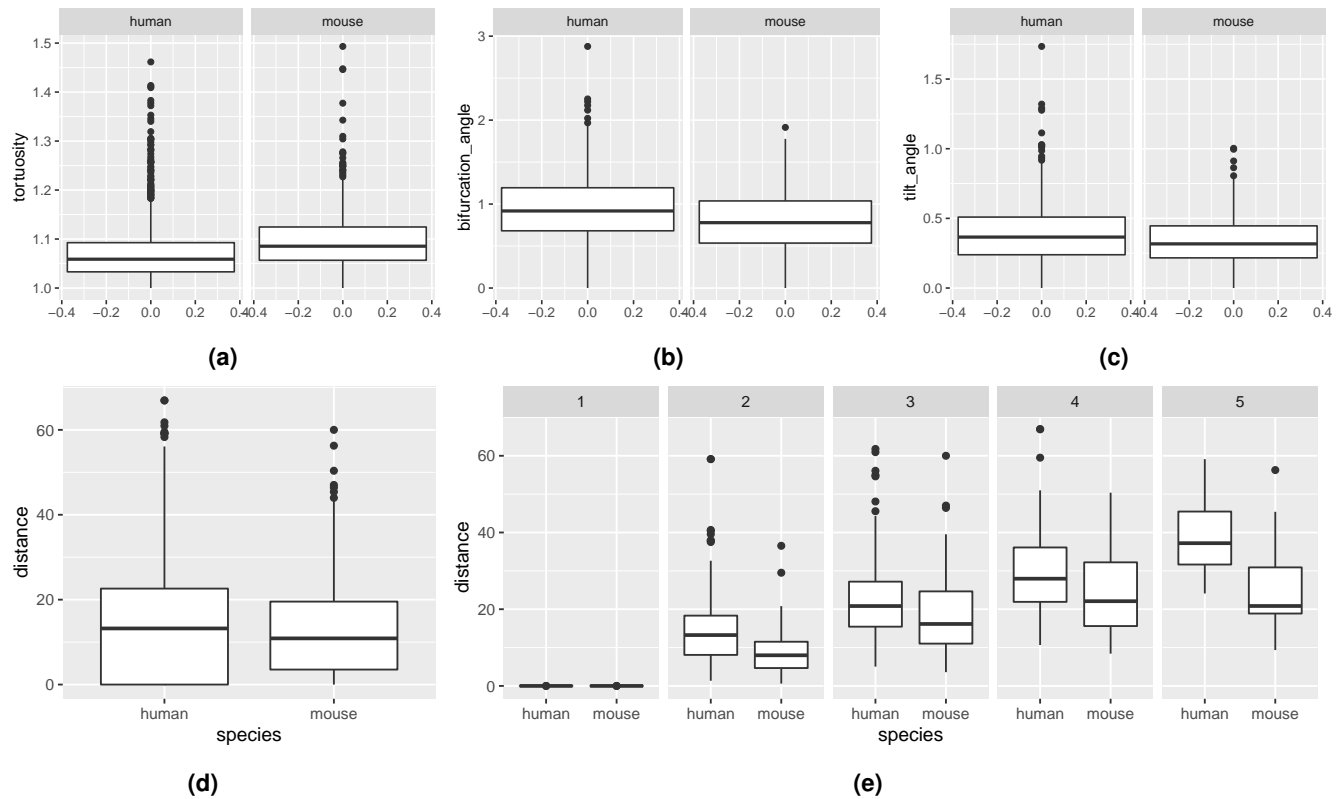 human mouse
tortuosity
1.5
1.4
1.3
1.2
1.1
1.0
−0.4 −0.2 0.0 0.2 0.4 −0.4 −0.2 0.0 0.2 0.4
(a)
human mouse
bifurcation_angle
3
2
1
0
−0.4 −0.2 0.0 0.2 0.4 −0.4 −0.2 0.0 0.2 0.4
(b)
human mouse
tilt_angle
1.5
1.0
0.5
0.0
−0.4 −0.2 0.0 0.2 0.4 −0.4 −0.2 0.0 0.2 0.4
(c)
distance
60
40
20
0
human mouse
species
(d)
1 2 3 4 5
distance
60
40
20
0
human mouse human mouse human mouse human mouse human mouse
species
(e)